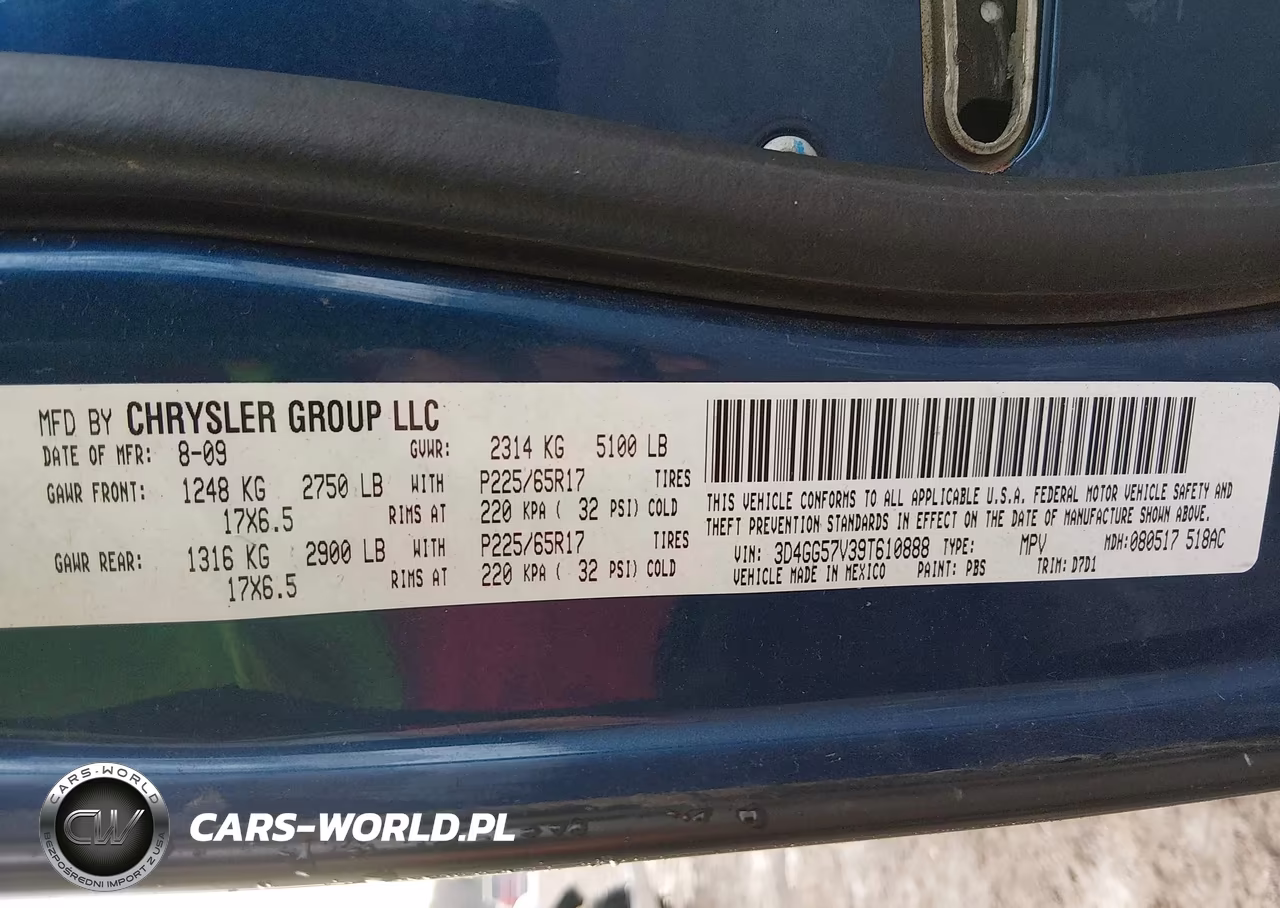 MFD BY CHRYSLER GROUP LLC
DATE OF MFR: 8-09 GVWR: 2314 KG 5100 LB
GAWR FRONT: 1248 KG 2750 LB WITH P225/65R17 TIRES
17X6.5 RIMS AT 220 KPA ( 32 PSI) COLD
GAWR REAR: 1316 KG 2900 LB WITH P225/65R17 TIRES
17X6.5 RIMS AT 220 KPA ( 32 PSI) COLD
THIS VEHICLE CONFORMS TO ALL APPLICABLE U.S.A. FEDERAL MOTOR VEHICLE SAFETY AND
THEFT PREVENTION STANDARDS IN EFFECT ON THE DATE OF MANUFACTURE SHOWN ABOVE.
VIN: 3D4GG57V39T610888 TYPE: MPV MDH:080517 518AC
VEHICLE MADE IN MEXICO PAINT: PBS TRIM: D7D1
CARS-WORLD
CW
BEZPOŚREDNI IMPORT Z USA
CARS-WORLD.PL